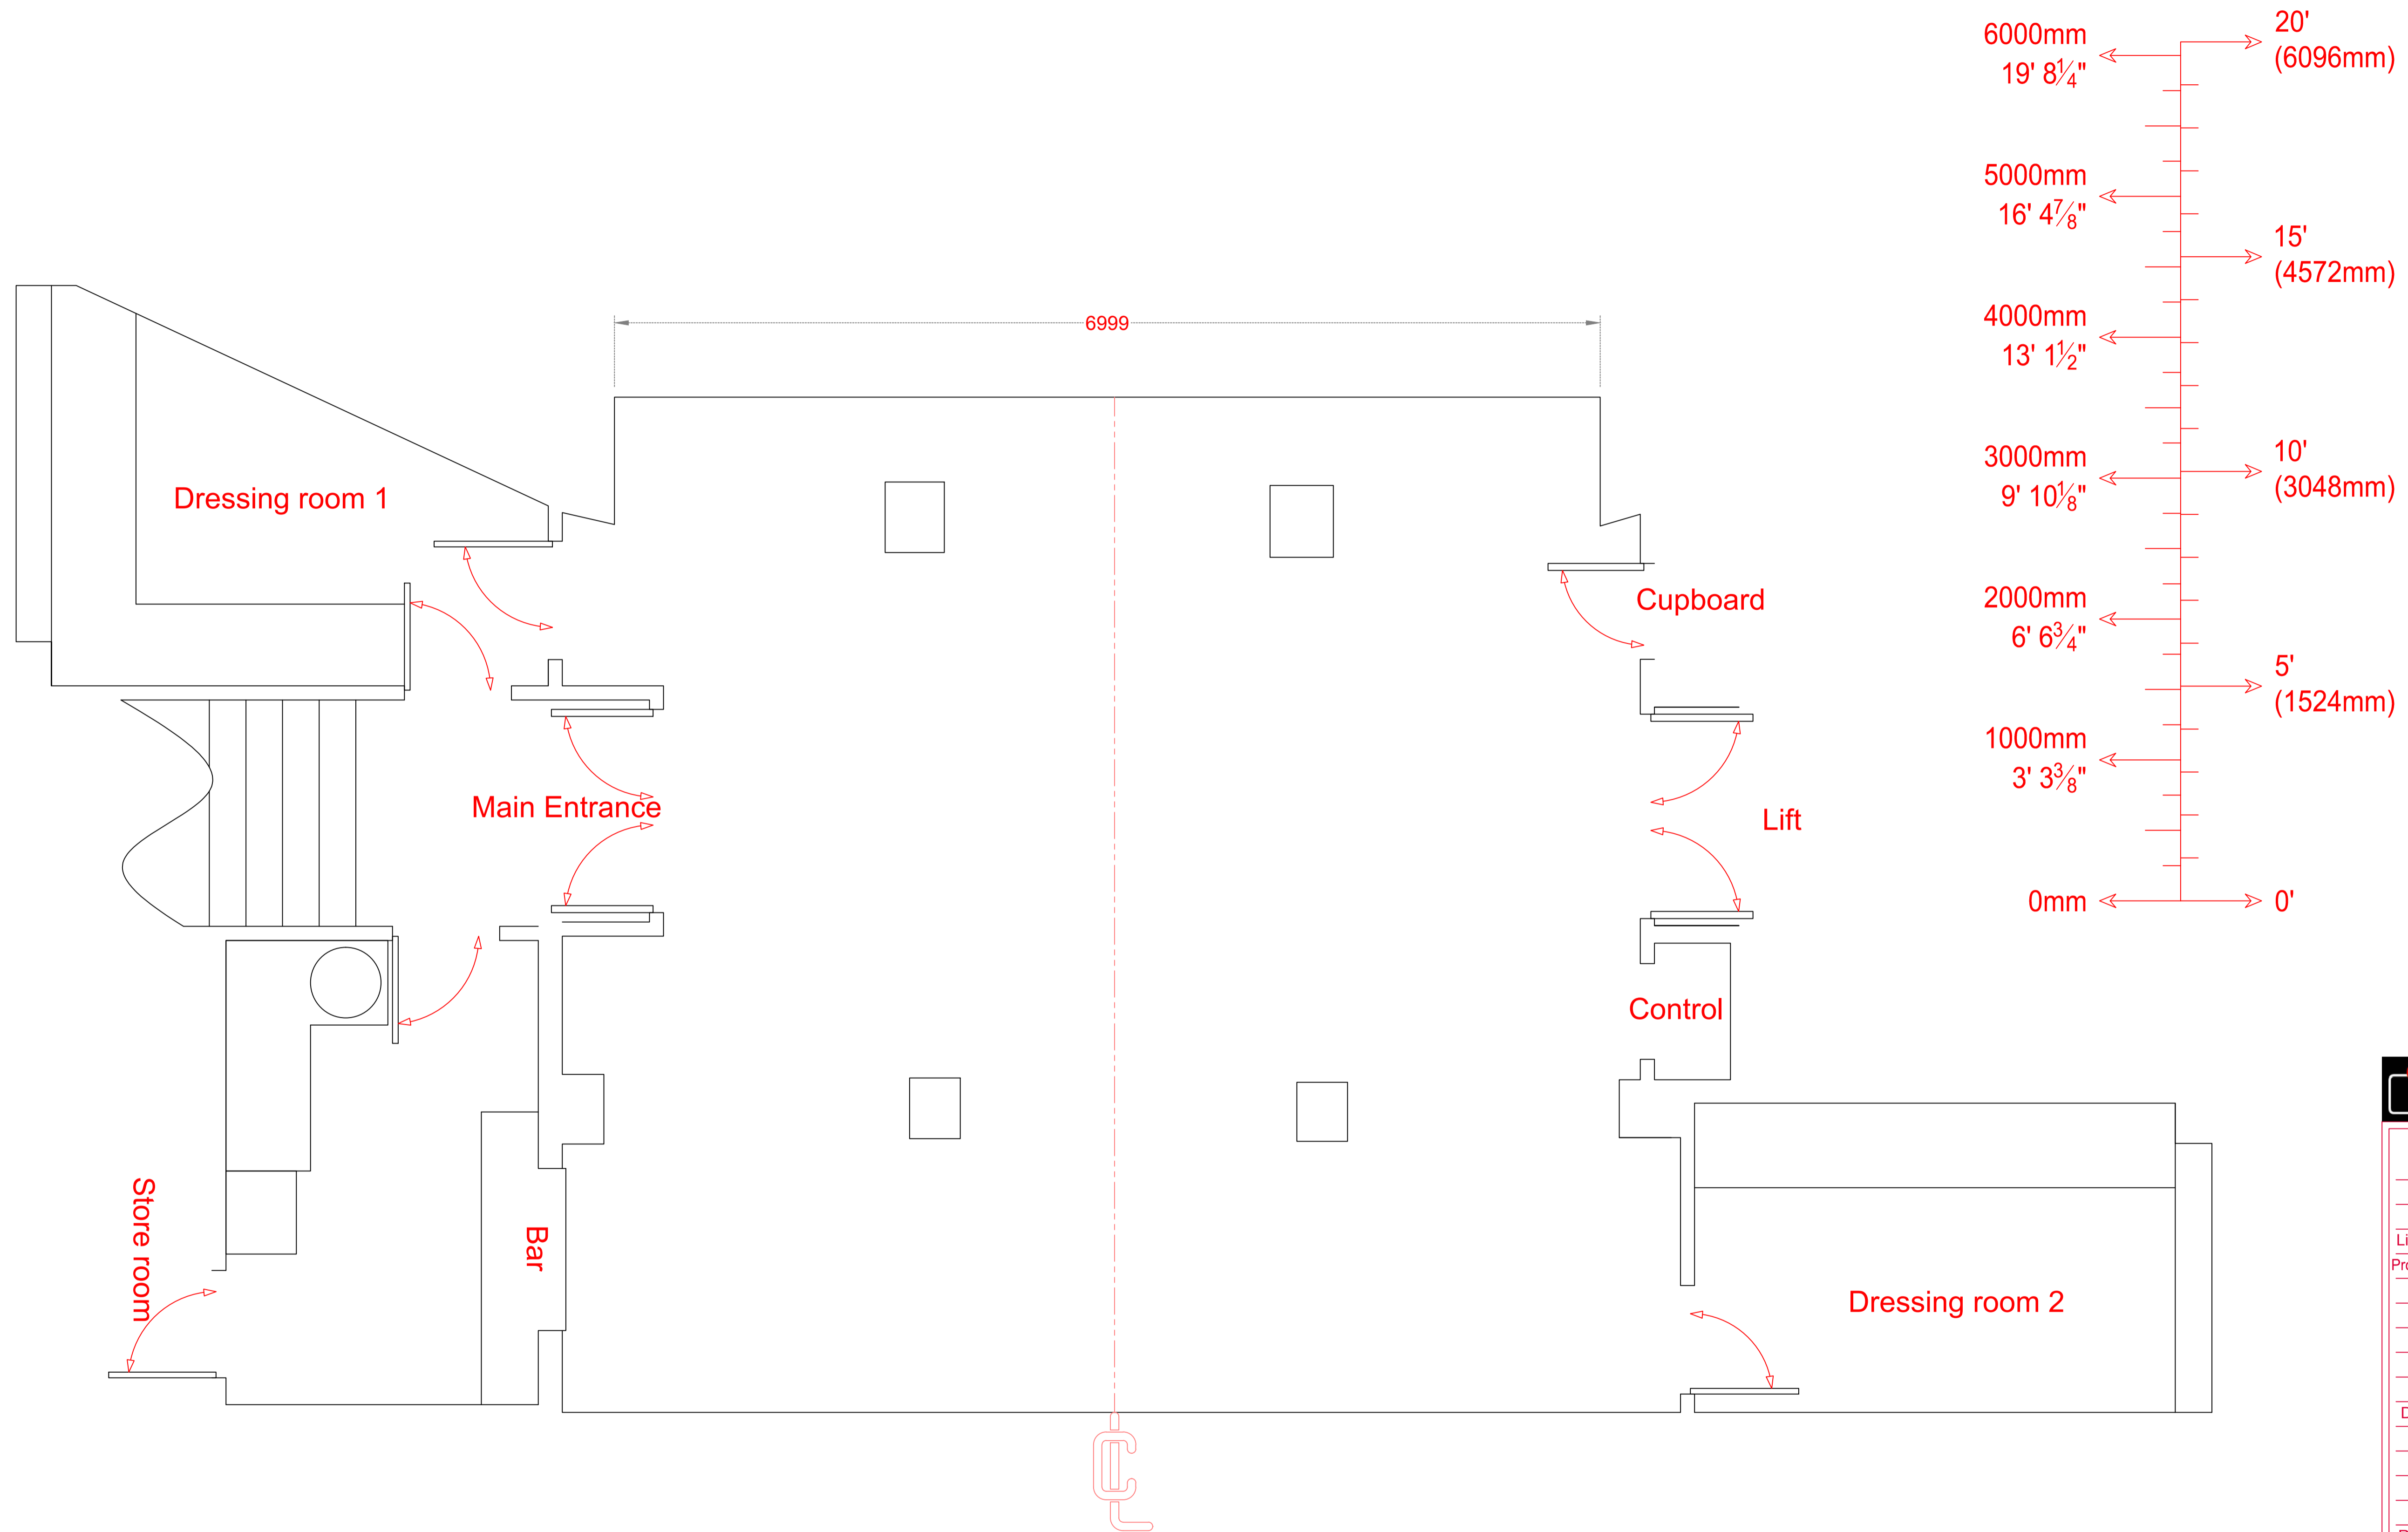 6000mm
19' 8¼"
20'
(6096mm)
5000mm
16' 4⅞"
15'
(4572mm)
6999
4000mm
13' 1½"
3000mm
9' 10⅛"
10'
(3048mm)
Dressing room 1
Cupboard
2000mm
6' 6¾"
5'
(1524mm)
1000mm
3' 3⅜"
Main Entrance
Lift
0mm
0'
Control
Store room
Bar
Dressing room 2
CL